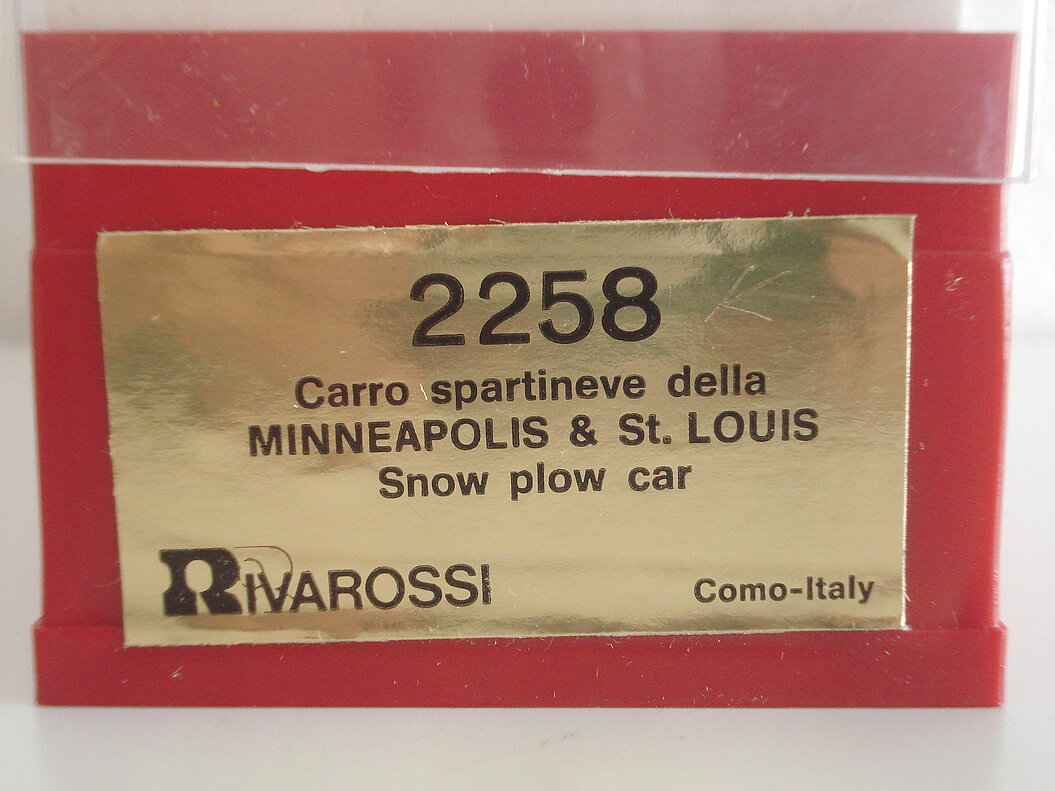 2258
Carro spartineve della
MINNEAPOLIS & St. LOUIS
Snow plow car
RIVAROSSI
Como-Italy